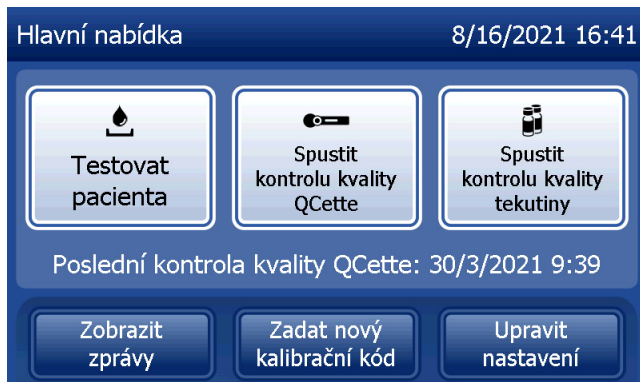 Hlavní nabídka 8/16/2021 16:41
Testovat
pacienta
Spustit
kontrolu kvality
QCette
Spustit
kontrolu kvality
tekutiny
Poslední kontrola kvality QCette: 30/3/2021 9:39
Zobrazit
zprávy
Zadat nový
kalibrační kód
Upravit
nastavení